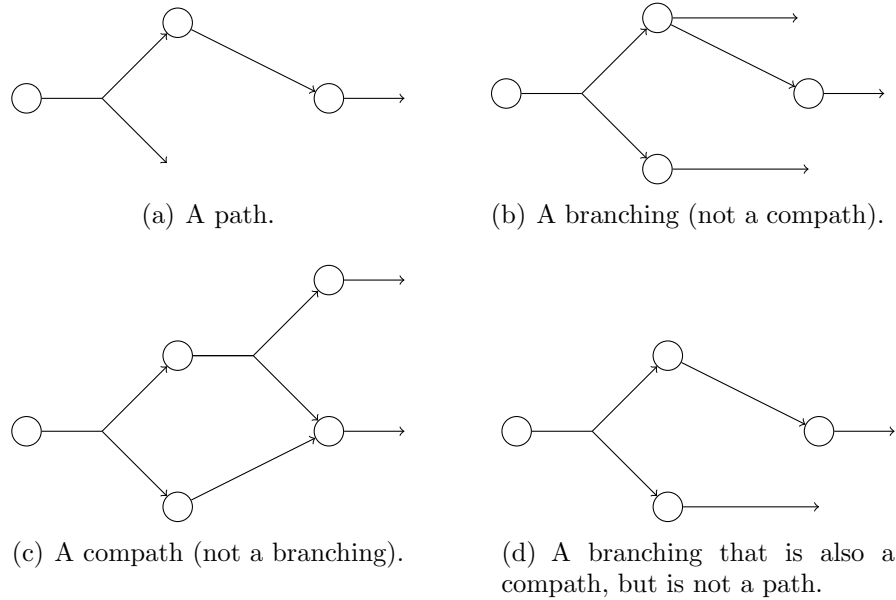 (a) A path.
(b) A branching (not a compath).
(c) A compath (not a branching).
(d) A branching that is also a
compath, but is not a path.